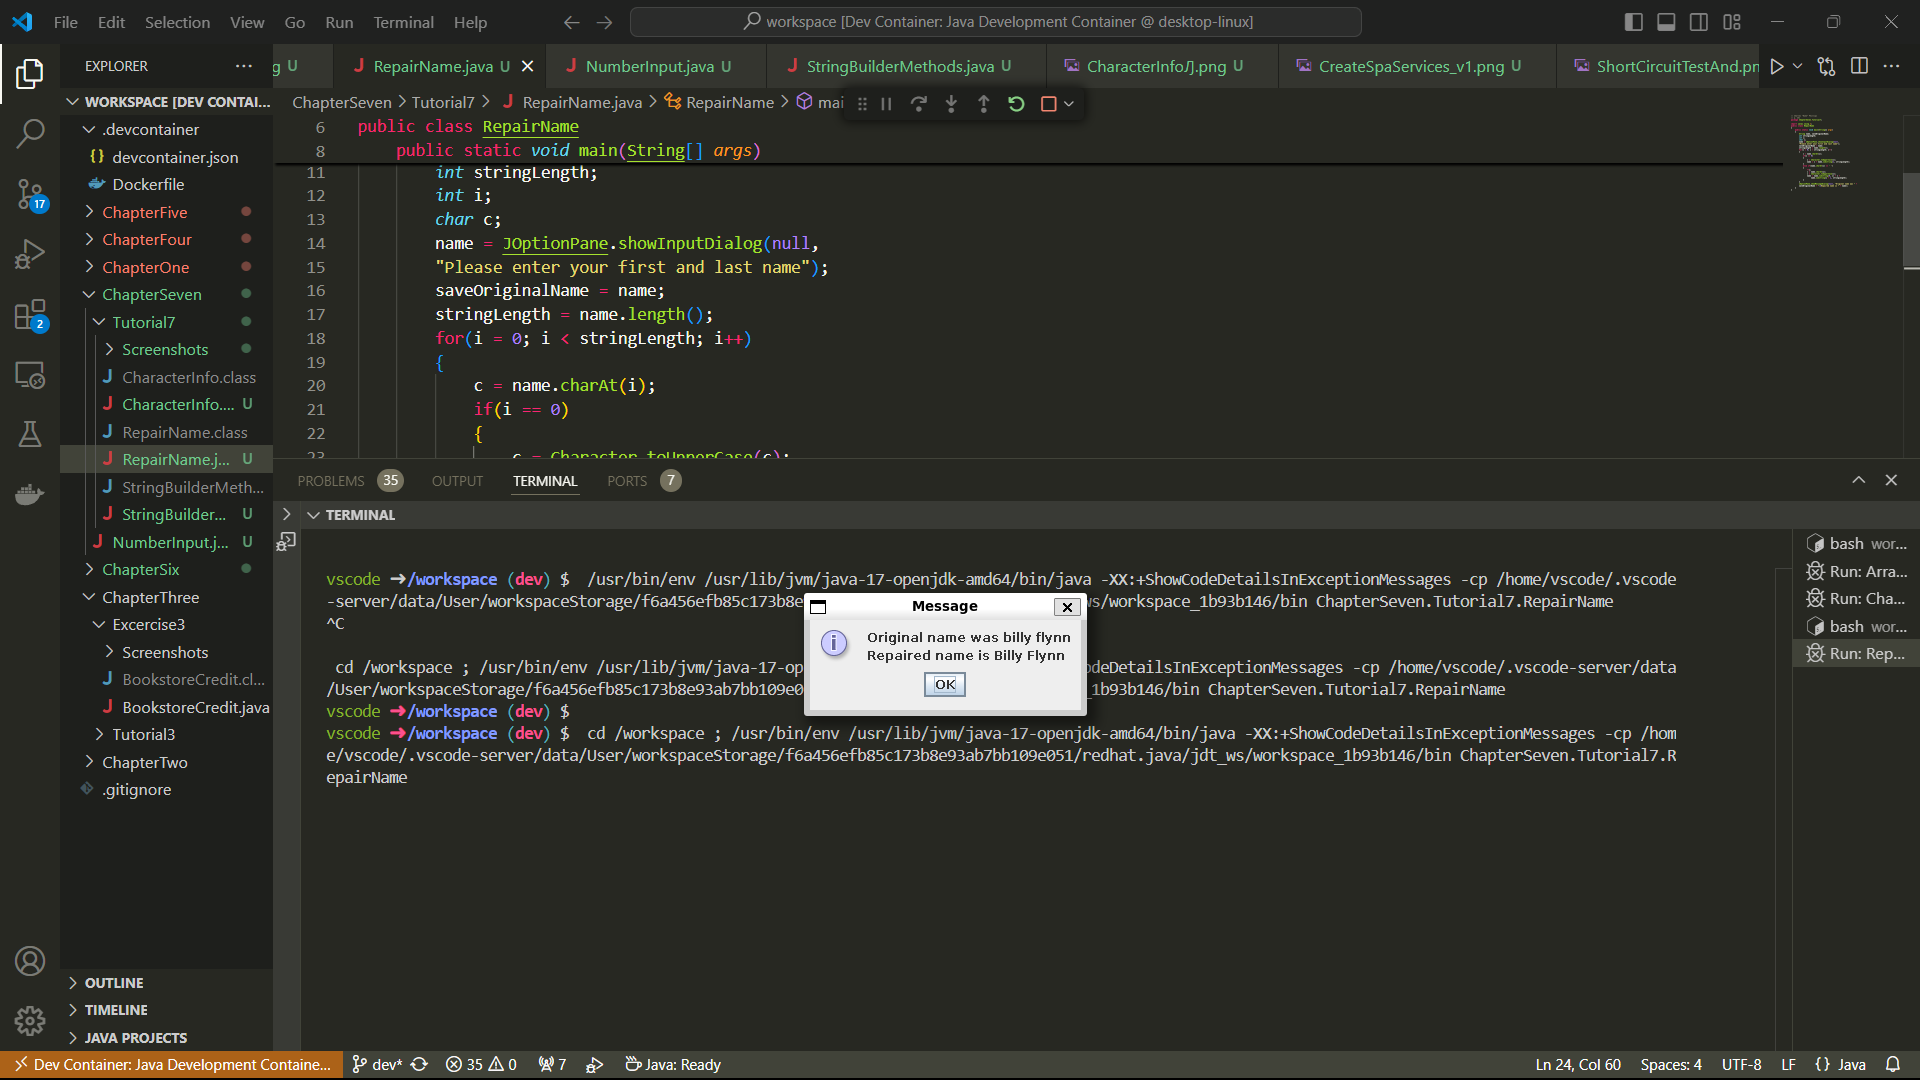 File Edit Selection View Go Run Terminal Help
workspace [Dev Container: Java Development Container @ desktop-linux]
EXPLORER
g U
J RepairName.java U
J NumberInput.java U
J StringBuilderMethods.java U
CharacterInfoJ].png U
CreateSpaServices_v1.png U
ShortCircuitTestAnd.pn
ChapterSeven > Tutorial7 > J RepairName.java > RepairName > mai
WORKSPACE [DEV CONTAI...
.devcontainer
{} devcontainer.json
Dockerfile
ChapterFive
ChapterFour
ChapterOne
ChapterSeven
Tutorial7
Screenshots
J CharacterInfo.class
J CharacterInfo.... U
J RepairName.class
J RepairName.j... U
J StringBuilderMeth...
J StringBuilder... U
J NumberInput.j... U
ChapterSix
ChapterThree
Excercise3
Screenshots
J BookstoreCredit.cl...
J BookstoreCredit.java
Tutorial3
ChapterTwo
.gitignore
OUTLINE
TIMELINE
JAVA PROJECTS
17
2
6 public class RepairName
8 public static void main(String[] args)
11 int stringLength;
12 int i;
13 char c;
14 name = JOptionPane.showInputDialog(null,
15 "Please enter your first and last name");
16 saveOriginalName = name;
17 stringLength = name.length();
18 for(i = 0; i < stringLength; i++)
19 {
20 c = name.charAt(i);
21 if(i == 0)
22 {
23 c = Character.toUpperCase(c);
PROBLEMS 35 OUTPUT TERMINAL PORTS 7
TERMINAL
vscode ➜/workspace (dev) $ /usr/bin/env /usr/lib/jvm/java-17-openjdk-amd64/bin/java -XX:+ShowCodeDetailsInExceptionMessages -cp /home/vscode/.vscode
-server/data/User/workspaceStorage/f6a456efb85c173b8e ws/workspace_1b93b146/bin ChapterSeven.Tutorial7.RepairName
^C
cd /workspace ; /usr/bin/env /usr/lib/jvm/java-17-op deDetailsInExceptionMessages -cp /home/vscode/.vscode-server/data
/User/workspaceStorage/f6a456efb85c173b8e93ab7bb109e0 _1b93b146/bin ChapterSeven.Tutorial7.RepairName
vscode ➜/workspace (dev) $
vscode ➜/workspace (dev) $ cd /workspace ; /usr/bin/env /usr/lib/jvm/java-17-openjdk-amd64/bin/java -XX:+ShowCodeDetailsInExceptionMessages -cp /hom
e/vscode/.vscode-server/data/User/workspaceStorage/f6a456efb85c173b8e93ab7bb109e051/redhat.java/jdt_ws/workspace_1b93b146/bin ChapterSeven.Tutorial7.R
epairName
Message
Original name was billy flynn
Repaired name is Billy Flynn
OK
bash wor...
Run: Arra...
Run: Cha...
bash wor...
Run: Rep...
Dev Container: Java Development Containe... dev* 35 0 7 Java: Ready
Ln 24, Col 60 Spaces: 4 UTF-8 LF {} Java